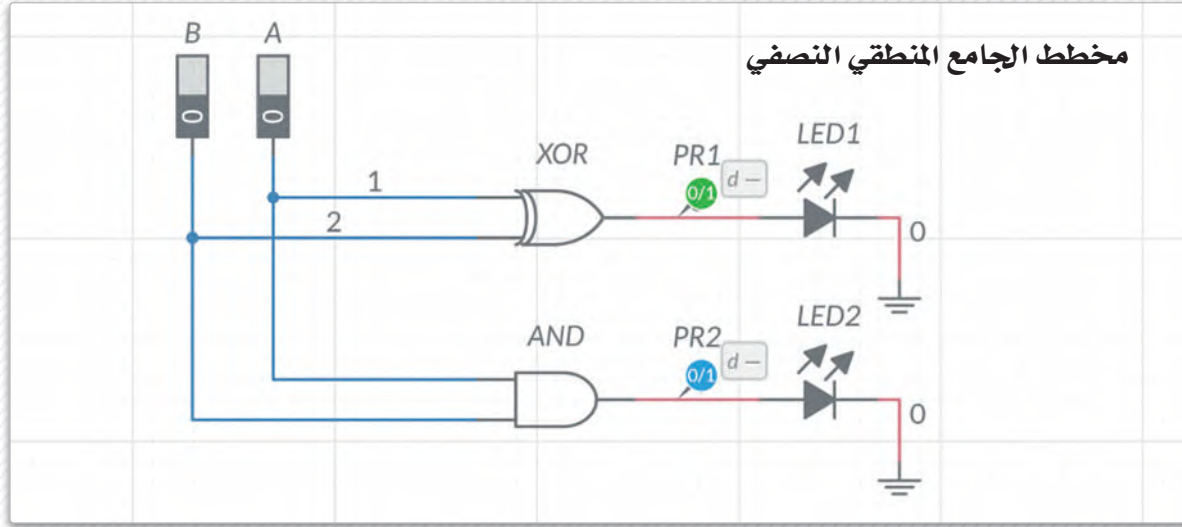 B A
مخطط الجامع المنطقي النصفي
0 0
XOR
PR1
LED1
d —
0/1
1
2
0
AND
PR2
LED2
d —
0/1
0